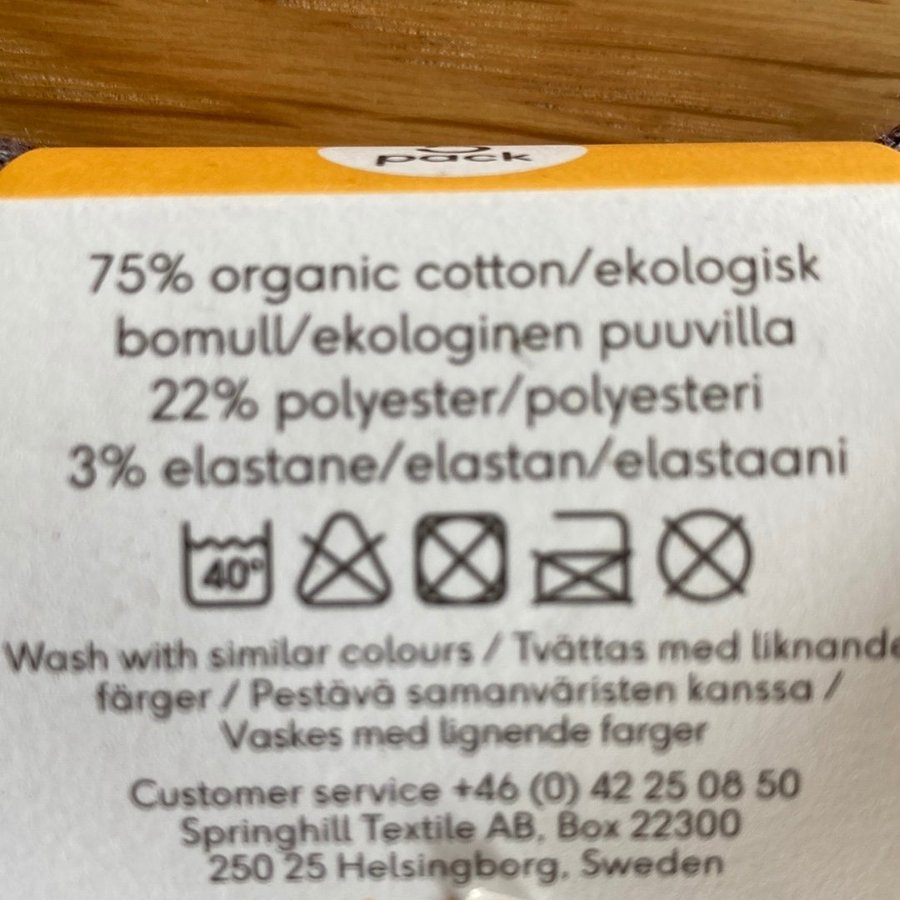 pack
75% organic cotton/ekologisk
bomull/ekologinen puuvilla
22% polyester/polyesteri
3% elastane/elastan/elastaani
40°
Wash with similar colours / Tvättas med liknande
färger / Pestävä samanväristen kanssa /
Vaskes med lignende farger
Customer service +46 (0) 42 25 08 50
Springhill Textile AB, Box 22300
250 25 Helsingborg, Sweden